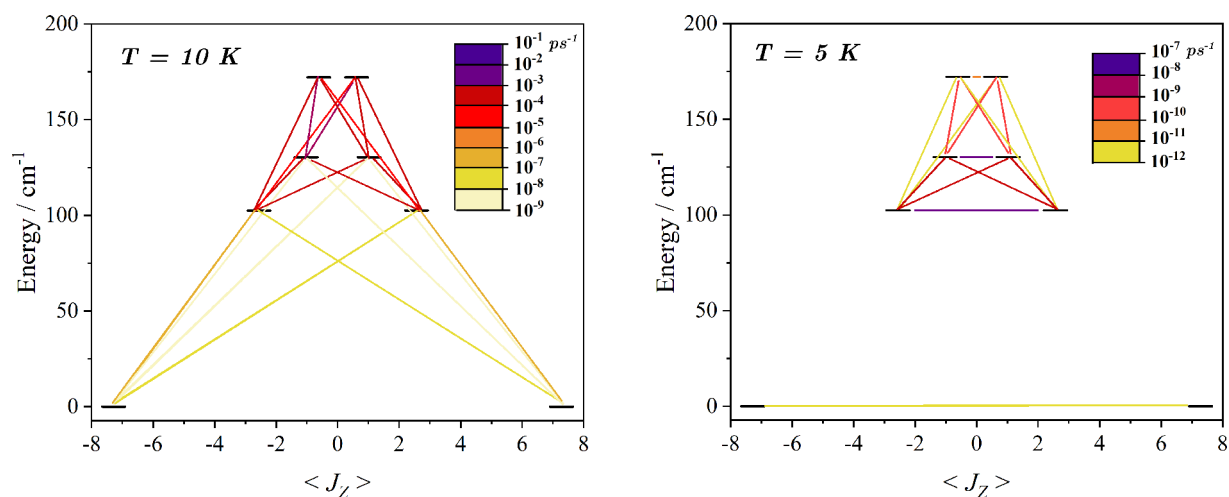 T = 10 K
Energy / cm⁻¹
200
150
100
50
0
-8 -6 -4 -2 0 2 4 6 8
< J_Z >
10⁻¹ ps⁻¹
10⁻²
10⁻³
10⁻⁴
10⁻⁵
10⁻⁶
10⁻⁷
10⁻⁸
10⁻⁹
T = 5 K
Energy / cm⁻¹
200
150
100
50
0
-8 -6 -4 -2 0 2 4 6 8
< J_Z >
10⁻⁷ ps⁻¹
10⁻⁸
10⁻⁹
10⁻¹⁰
10⁻¹¹
10⁻¹²